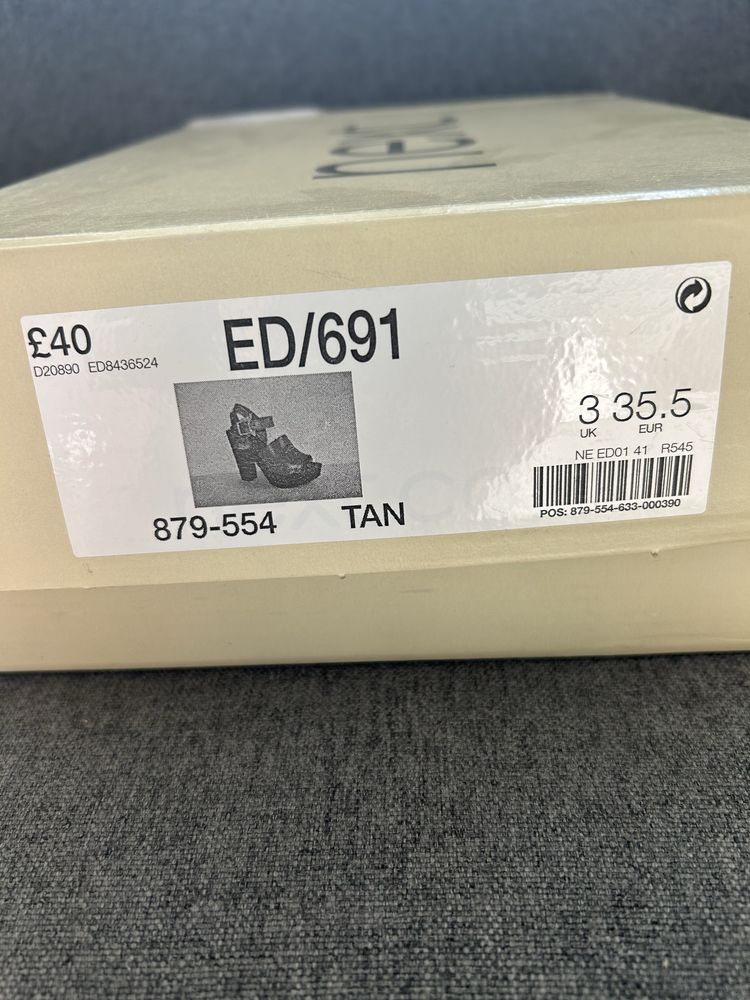 next
£40
ED/691
D20890 ED8436524
3 35.5
UK EUR
NE ED01 41 R545
POS: 879-554-633-000390
879-554 TAN